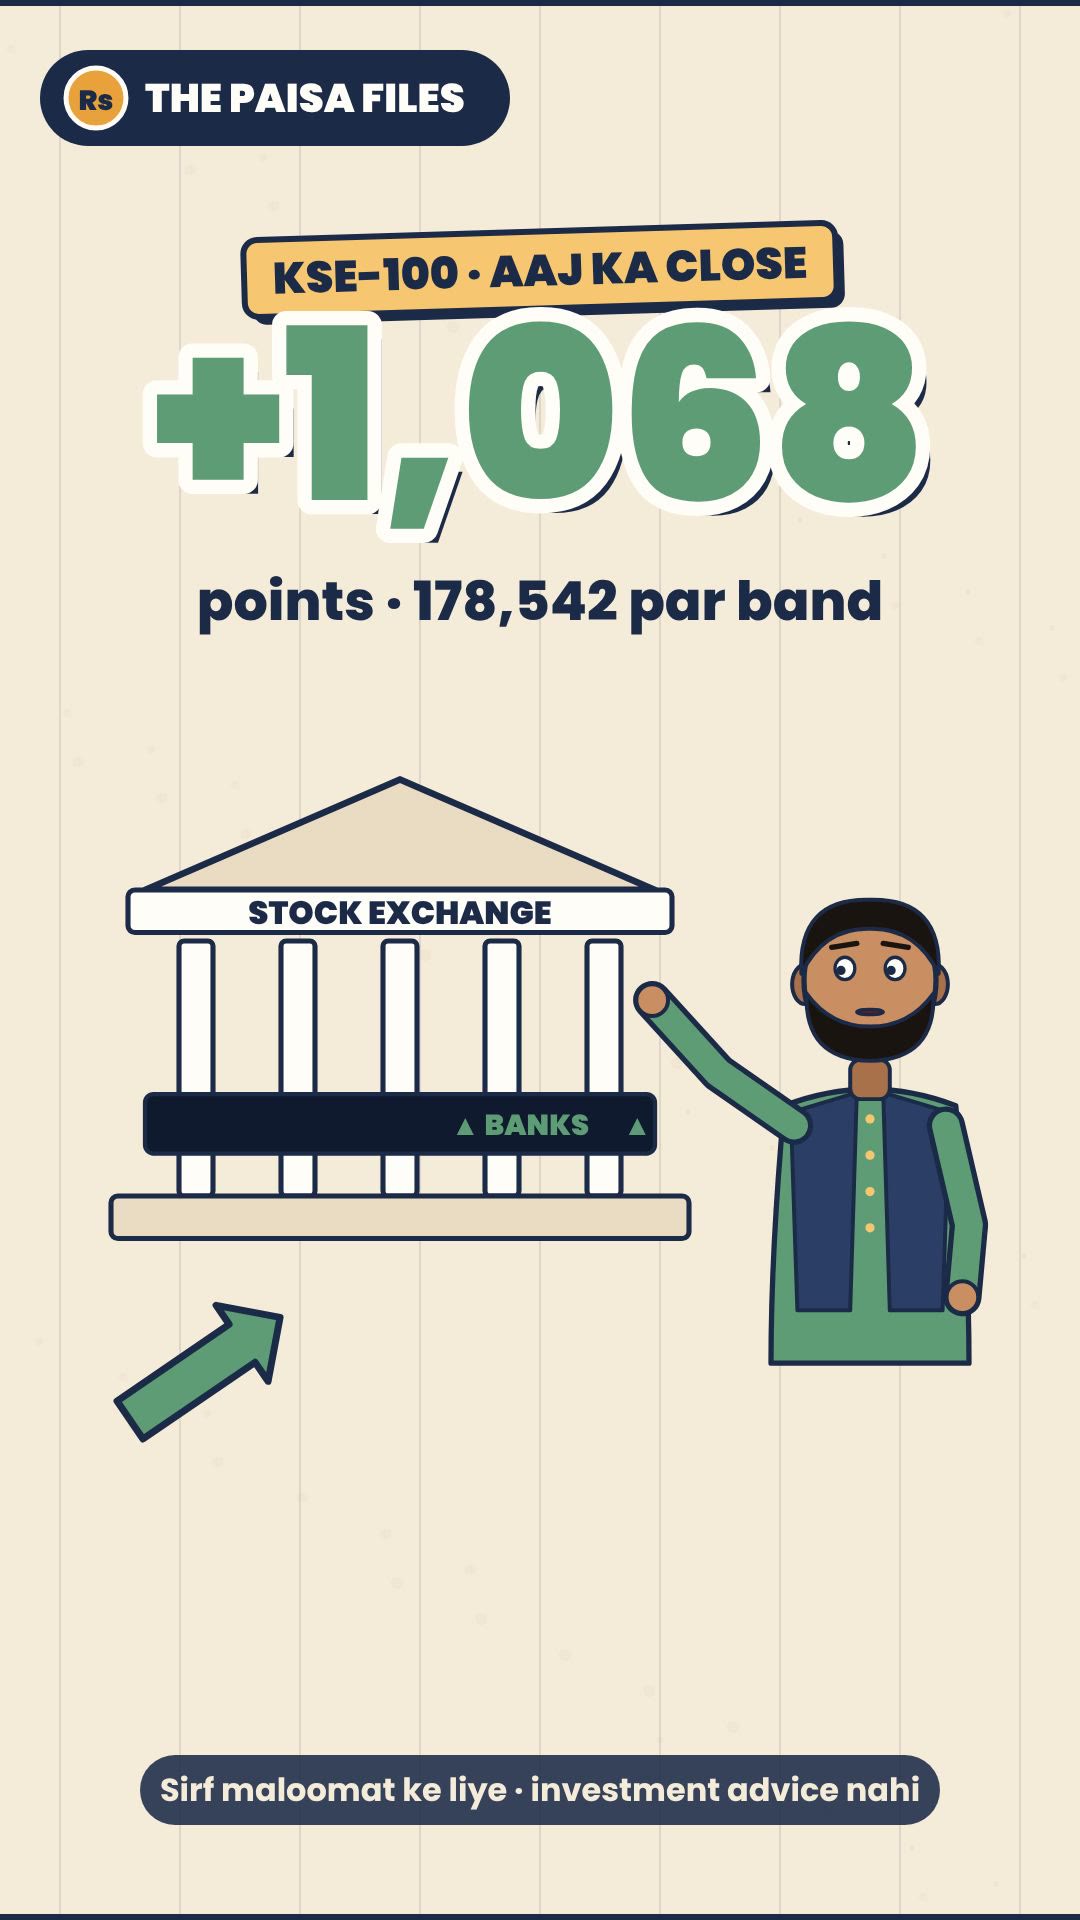 Rs THE PAISA FILES
KSE-100 · AAJ KA CLOSE
+1,068
points · 178,542 par band
STOCK EXCHANGE
▲ BANKS ▲
Sirf maloomat ke liye · investment advice nahi